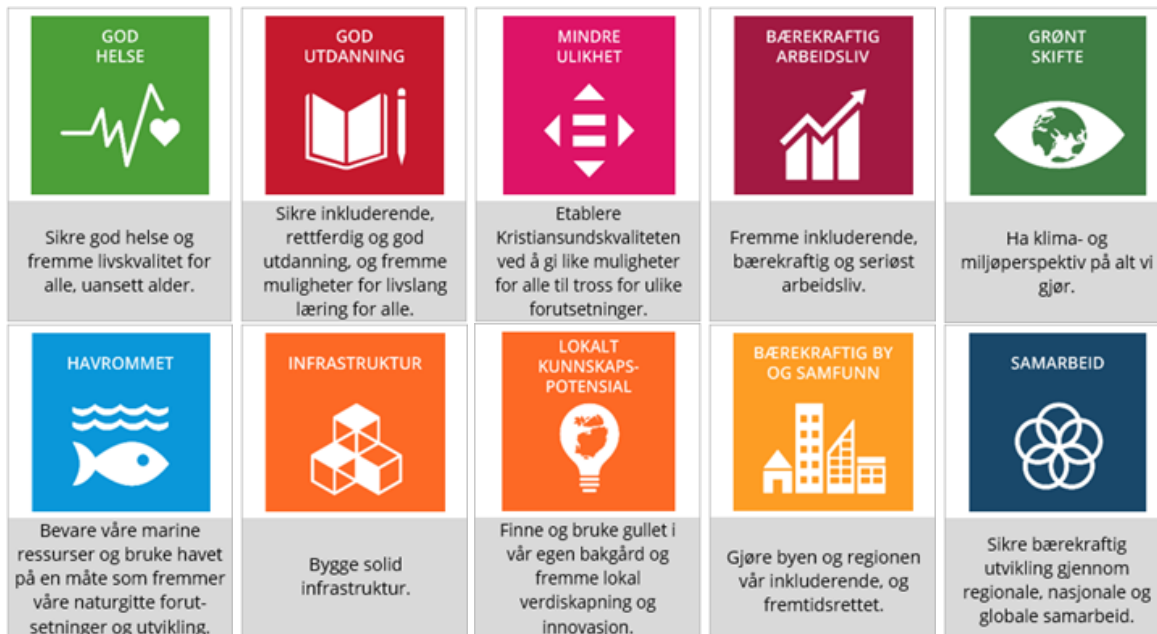 GOD
HELSE
Sikre god helse og
fremme livskvalitet for
alle, uansett alder.
GOD
UTDANNING
Sikre inkluderende,
rettferdig og god
utdanning, og fremme
muligheter for livslang
læring for alle.
MINDRE
ULIKHET
Etablere
Kristiansundskvaliteten
ved å gi like muligheter
for alle til tross for ulike
forutsetninger.
BÆREKRAFTIG
ARBEIDSLIV
Fremme inkluderende,
bærekraftig og seriøst
arbeidsliv.
GRØNT
SKIFTE
Ha klima- og
miljøperspektiv på alt vi
gjør.
HAVROMMET
Bevare våre marine
ressurser og bruke havet
på en måte som fremmer
våre naturgitte forut-
setninger og utvikling.
INFRASTRUKTUR
Bygge solid
infrastruktur.
LOKALT
KUNNSKAPS-
POTENSIAL
Finne og bruke gullet i
vår egen bakgård og
fremme lokal
verdiskapning og
innovasjon.
BÆREKRAFTIG BY
OG SAMFUNN
Gjøre byen og regionen
vår inkluderende, og
fremtidsrettet.
SAMARBEID
Sikre bærekraftig
utvikling gjennom
regionale, nasjonale og
globale samarbeid.